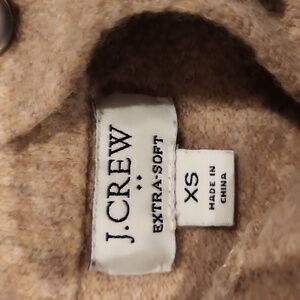 J.CREW
EXTRA-SOFT
XS
MADE IN
CHINA